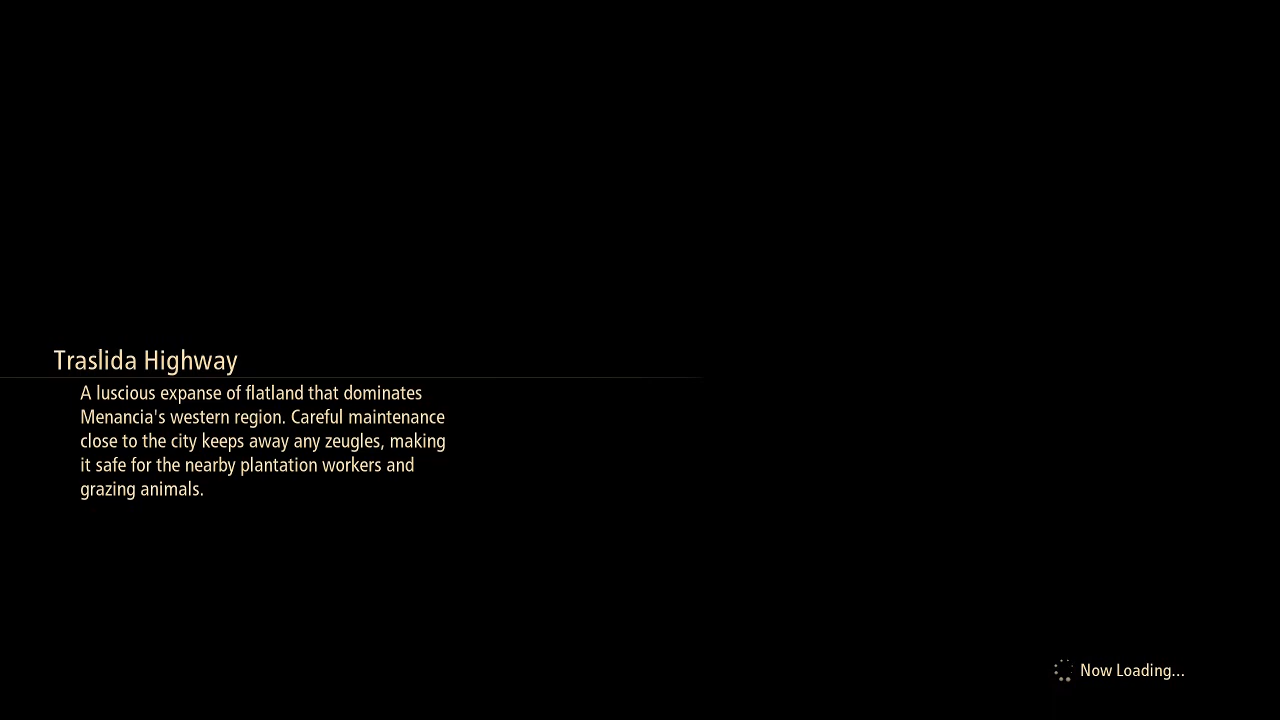 Traslida Highway
A luscious expanse of flatland that dominates
Menancia's western region. Careful maintenance
close to the city keeps away any zeugles, making
it safe for the nearby plantation workers and
grazing animals.
Now Loading...